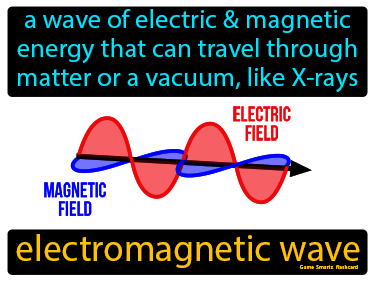 a wave of electric & magnetic
energy that can travel through
matter or a vacuum, like X-rays
ELECTRIC
FIELD
MAGNETIC
FIELD
electromagnetic wave
Game Smartz flashcard